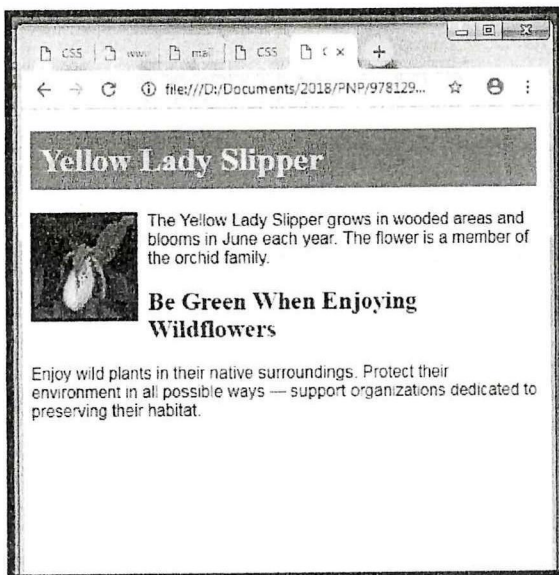 CSS
mai
CSS
file:///D:/Documents/2018/PNP/978129...
Yellow Lady Slipper
The Yellow Lady Slipper grows in wooded areas and
blooms in June each year. The flower is a member of
the orchid family.
Be Green When Enjoying
Wildflowers
Enjoy wild plants in their native surroundings. Protect their
environment in all possible ways — support organizations dedicated to
preserving their habitat.